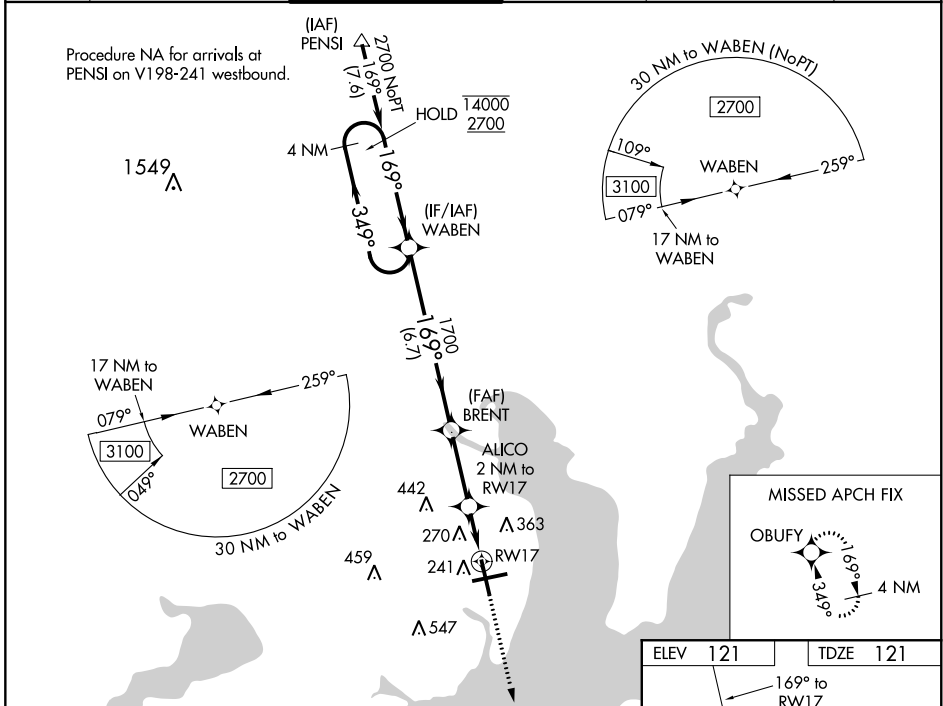 Procedure NA for arrivals at
PENSI on V198-241 westbound.
(IAF)
PENSI
2700 NoPT
169°
(7.6)
HOLD
14000
2700
4 NM
169°
349°
(IF/IAF)
WABEN
1549
30 NM to WABEN (NoPT)
2700
109°
3100
079°
WABEN
259°
17 NM to
WABEN
1700
169°
(6.7)
17 NM to
WABEN
079°
259°
WABEN
3100
049°
2700
30 NM to WABEN
(FAF)
BRENT
ALICO
2 NM to
RW17
442
270
363
241
RW17
459
547
MISSED APCH FIX
OBUFY
169°
349°
4 NM
ELEV 121
TDZE 121
169° to
RW17